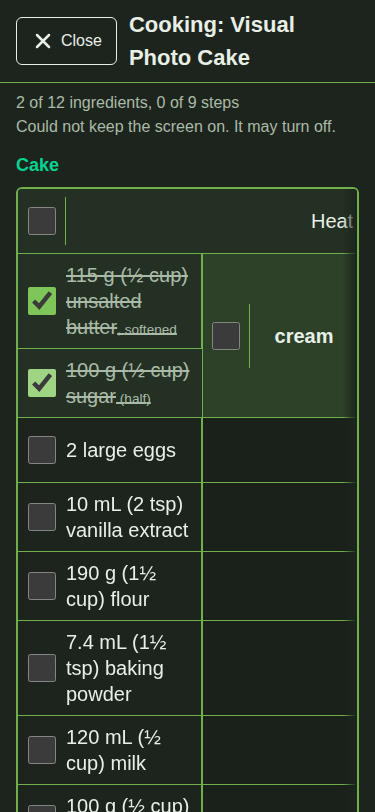 Close
Cooking: Visual
Photo Cake
2 of 12 ingredients, 0 of 9 steps
Could not keep the screen on. It may turn off.
Cake
Heat
115 g (½ cup)
unsalted
butter, softened
cream
100 g (½ cup)
sugar (half)
2 large eggs
10 mL (2 tsp)
vanilla extract
190 g (1½
cup) flour
7.4 mL (1½
tsp) baking
powder
120 mL (½
cup) milk
100 g (½ cup)